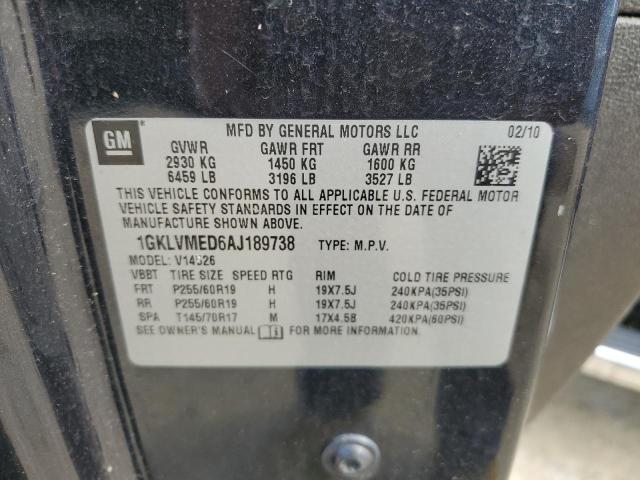 GM
®
MFD BY GENERAL MOTORS LLC 02/10
GVWR GAWR FRT GAWR RR
2930 KG 1450 KG 1600 KG
6459 LB 3196 LB 3527 LB
THIS VEHICLE CONFORMS TO ALL APPLICABLE U.S. FEDERAL MOTOR
VEHICLE SAFETY STANDARDS IN EFFECT ON THE DATE OF
MANUFACTURE SHOWN ABOVE.
1GKLVMED6AJ189738 TYPE: M.P.V.
MODEL: V14526
VBBT TIRE SIZE SPEED RTG RIM COLD TIRE PRESSURE
FRT P255/60R19 H 19X7.5J 240KPA(35PSI)
RR P255/60R19 H 19X7.5J 240KPA(35PSI)
SPA T145/70R17 M 17X4.5B 420KPA(60PSI)
SEE OWNER'S MANUAL FOR MORE INFORMATION.